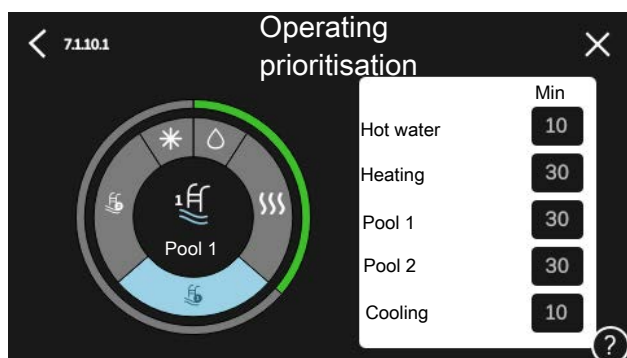 7.1.10.1
Operating
prioritisation
Min
Hot water 10
Heating 30
Pool 1 30
Pool 2 30
Cooling 10
1
Pool 1
?